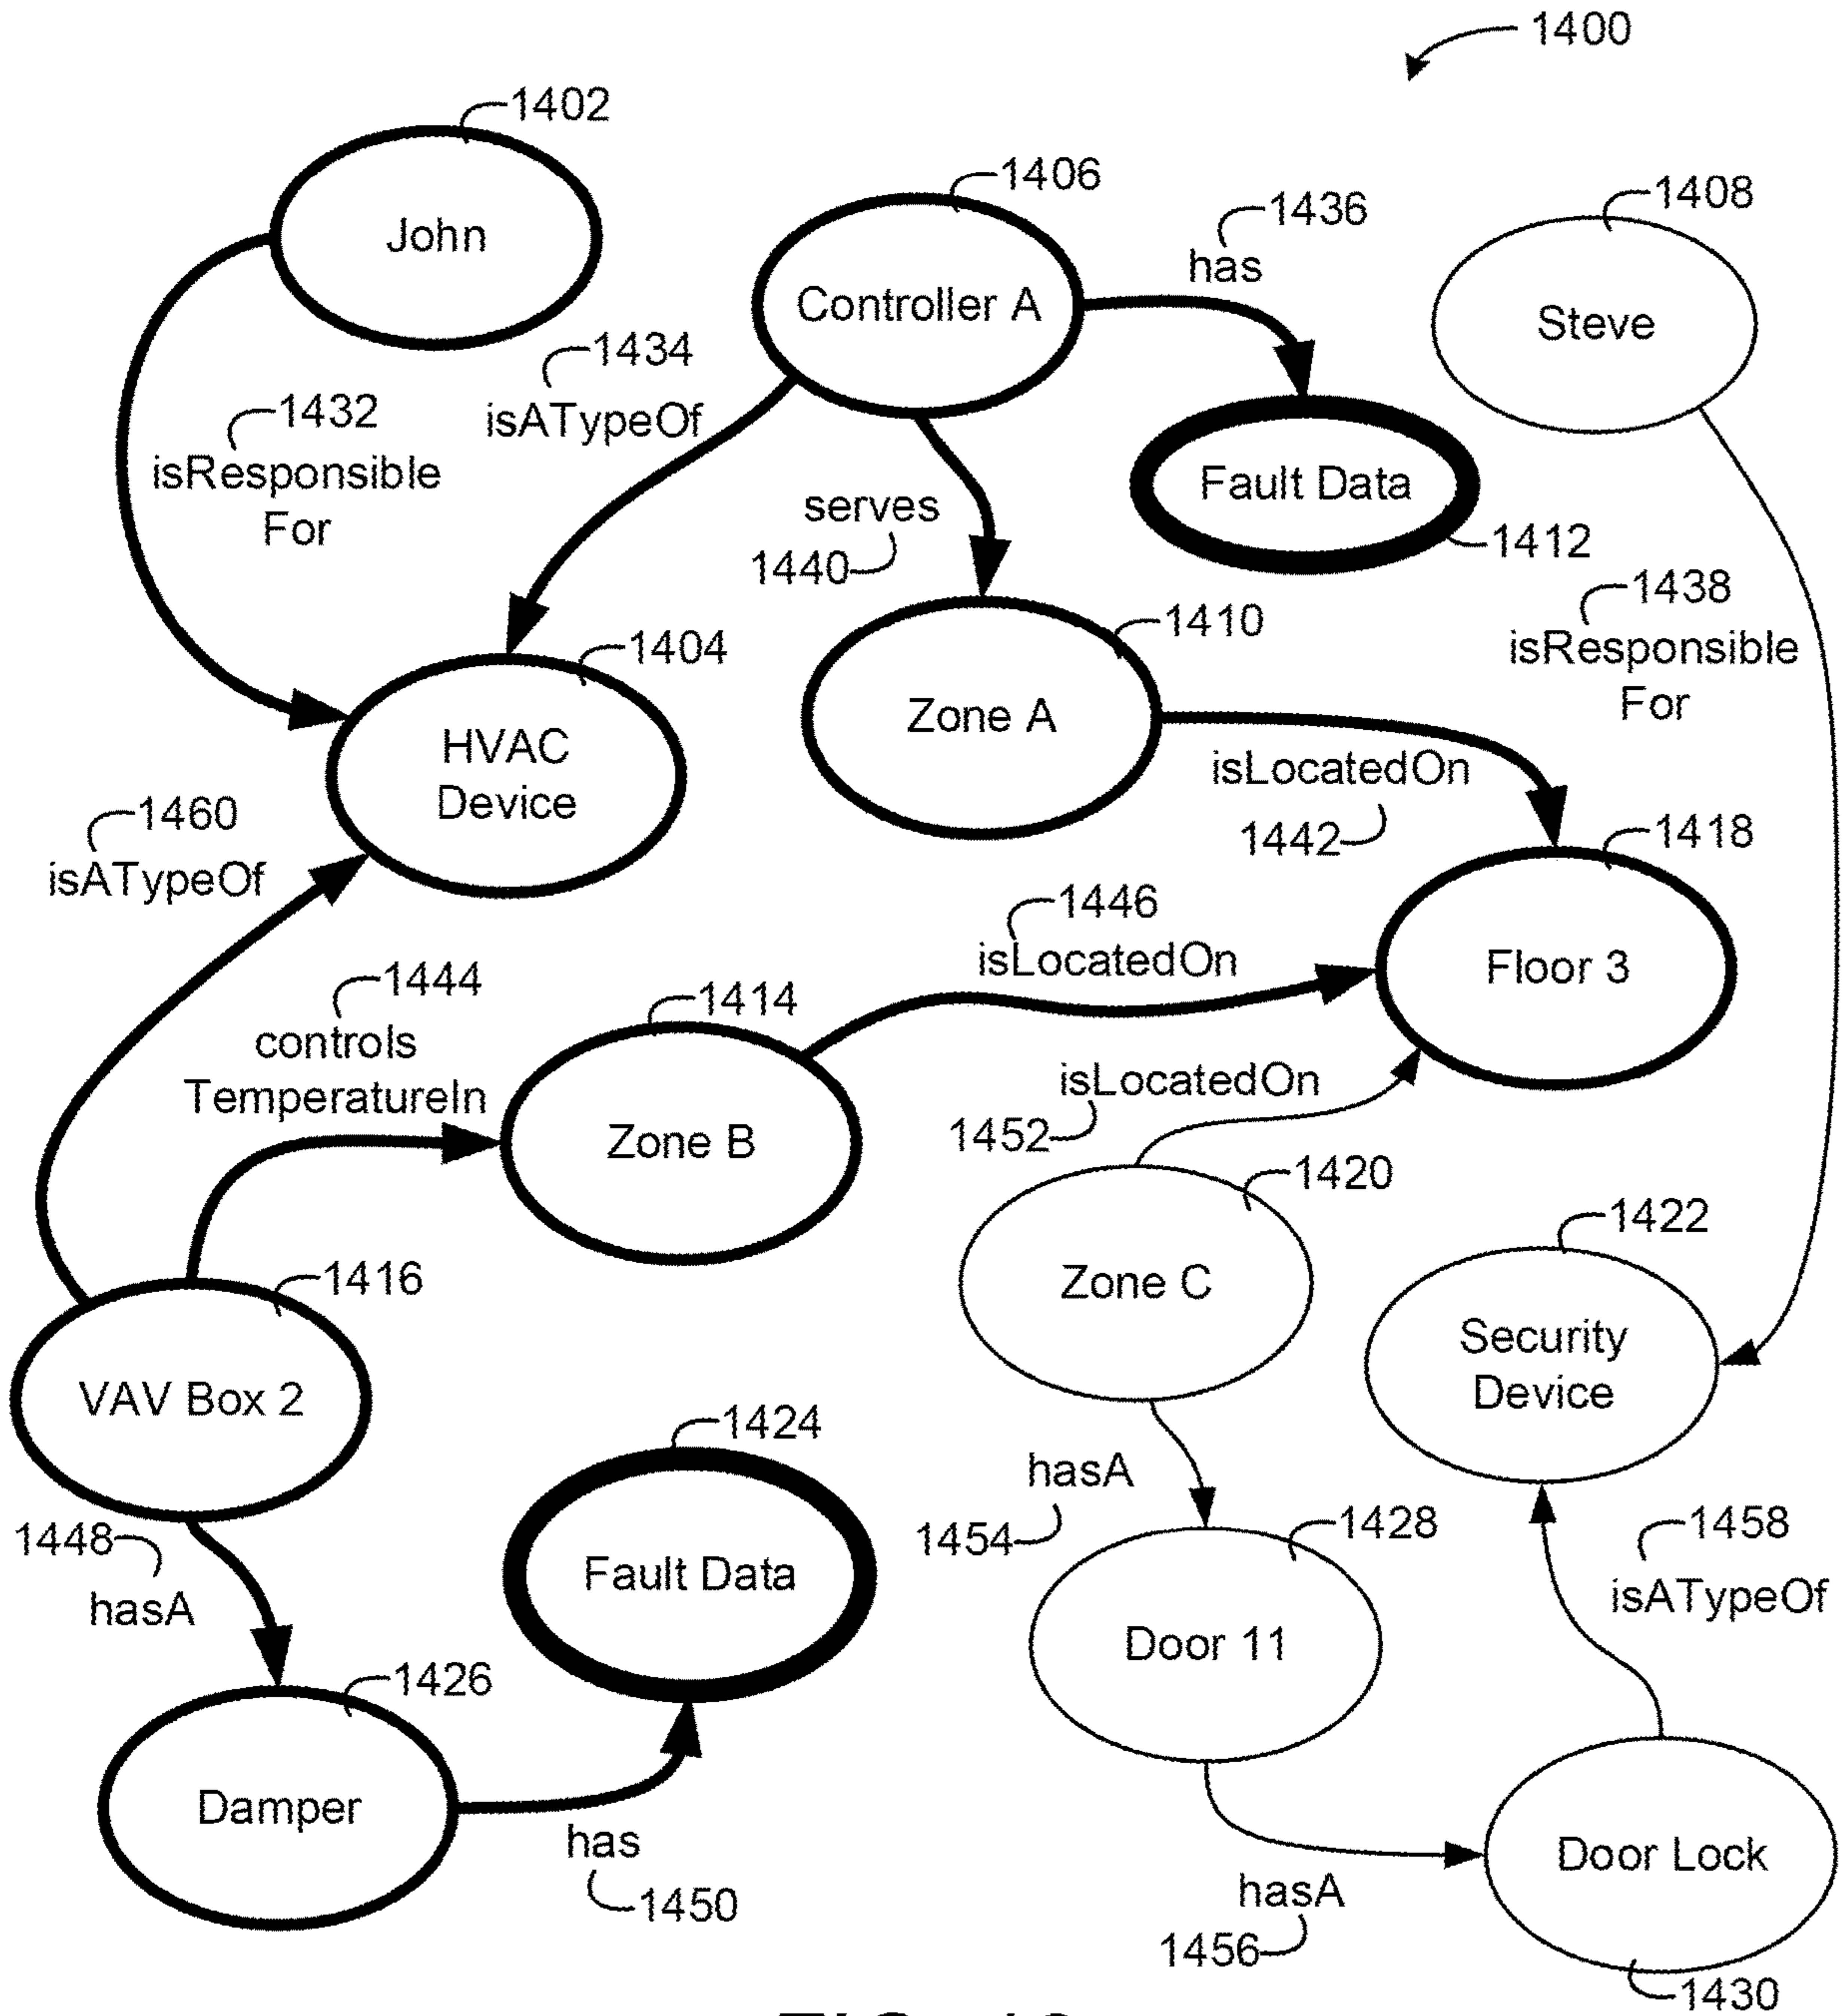 1400
1402
John
1406
Controller A
1436
has
1408
Steve
1434
isATypeOf
1432
isResponsible
For
Fault Data
1412
serves
1440
1438
isResponsible
For
1404
HVAC
Device
1410
Zone A
isLocatedOn
1442
1460
isATypeOf
1418
Floor 3
1446
isLocatedOn
1444
controls
TemperatureIn
1414
Zone B
isLocatedOn
1452
1420
Zone C
1422
Security
Device
1416
VAV Box 2
1424
Fault Data
1448
hasA
hasA
1454
1428
Door 11
1458
isATypeOf
1426
Damper
has
1450
hasA
1456
Door Lock
1430